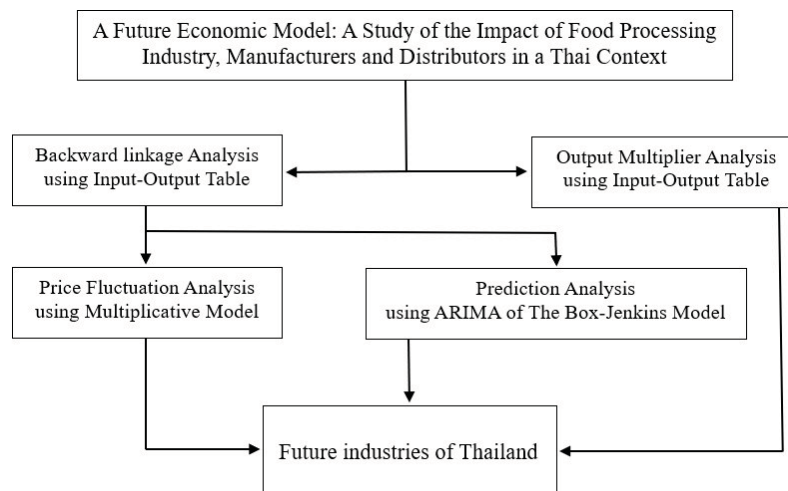 A Future Economic Model: A Study of the Impact of Food Processing
Industry, Manufacturers and Distributors in a Thai Context
Backward linkage Analysis
using Input-Output Table
Output Multiplier Analysis
using Input-Output Table
Price Fluctuation Analysis
using Multiplicative Model
Prediction Analysis
using ARIMA of The Box-Jenkins Model
Future industries of Thailand